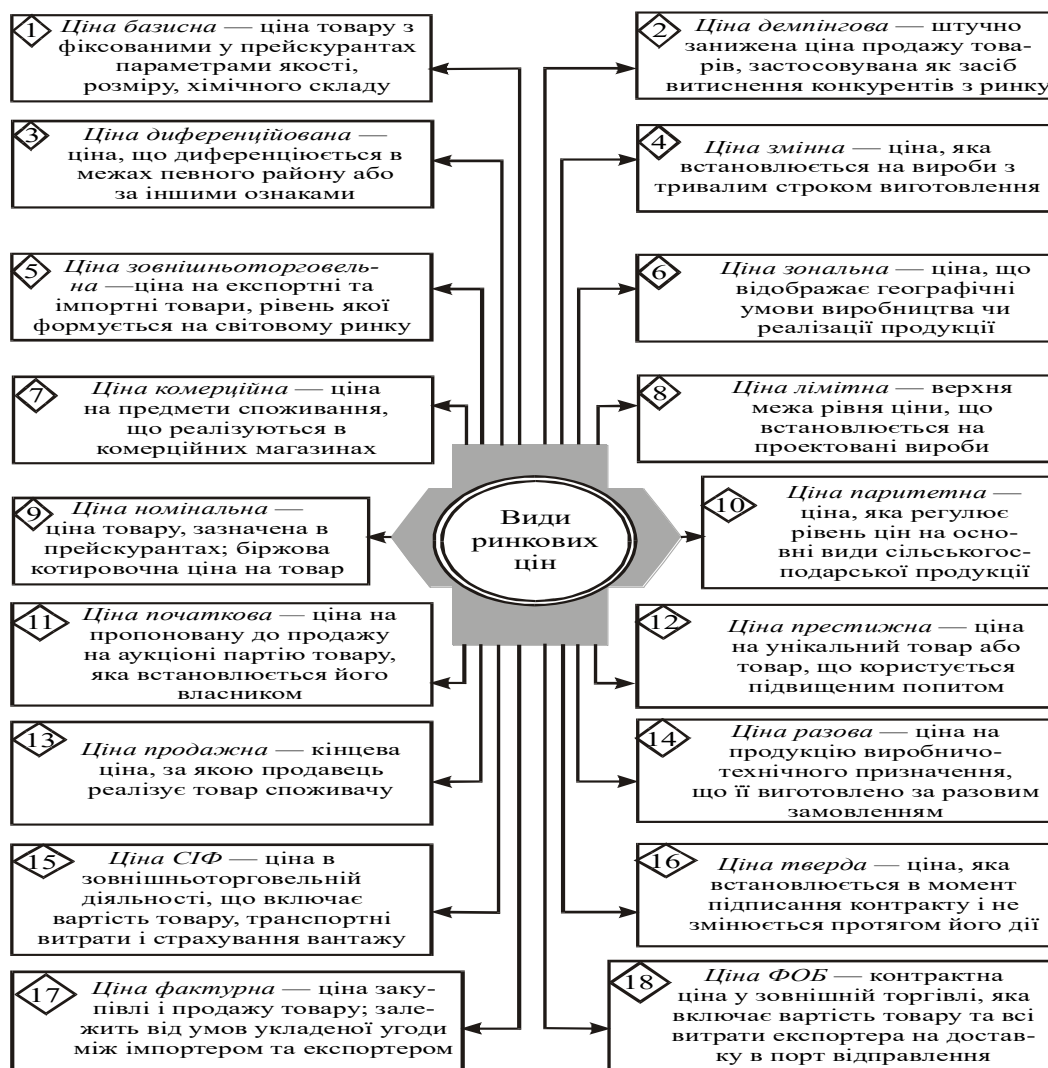 1
Ціна базисна — ціна товару з
фіксованими у прейскурантах
параметрами якості,
розміру, хімічного складу
2
Ціна демпінгова — штучно
занижена ціна продажу това-
рів, застосовувана як засіб
витиснення конкурентів з ринку
3
Ціна диференційована —
ціна, що диференціюється в
межах певного району або
за іншими ознаками
4
Ціна змінна — ціна, яка
встановлюється на вироби з
тривалим строком виготовлення
5
Ціна зовнішньоторговель-
на —ціна на експортні та
імпортні товари, рівень якої
формується на світовому ринку
6
Ціна зональна — ціна, що
відображає географічні
умови виробництва чи
реалізації продукції
7
Ціна комерційна — ціна
на предмети споживання,
що реалізуються в
комерційних магазинах
8
Ціна лімітна — верхня
межа рівня ціни, що
встановлюється на
проектовані вироби
9
Ціна номінальна —
ціна товару, зазначена в
прейскурантах; біржова
котировочна ціна на товар
Види
ринкових
цін
10
Ціна паритетна —
ціна, яка регулює
рівень цін на осно-
вні види сільськогос-
подарської продукції
11
Ціна початкова — ціна на
пропоновану до продажу
на аукціоні партію товару,
яка встановлюється його
власником
12
Ціна престижна — ціна
на унікальний товар або
товар, що користується
підвищеним попитом
13
Ціна продажна — кінцева
ціна, за якою продавець
реалізує товар споживачу
14
Ціна разова — ціна на
продукцію виробничо-
технічного призначення,
що її виготовлено за разовим
замовленням
15
Ціна СІФ — ціна в
зовнішньоторговельній
діяльності, що включає
вартість товару, транспортні
витрати і страхування вантажу
16
Ціна тверда — ціна, яка
встановлюється в момент
підписання контракту і не
змінюється протягом його дії
17
Ціна фактурна — ціна заку-
півлі і продажу товару; зале-
жить від умов укладеної угоди
між імпортером та експортером
18
Ціна ФОБ — контрактна
ціна у зовнішній торгівлі, яка
включає вартість товару та всі
витрати експортера на достав-
ку в порт відправлення